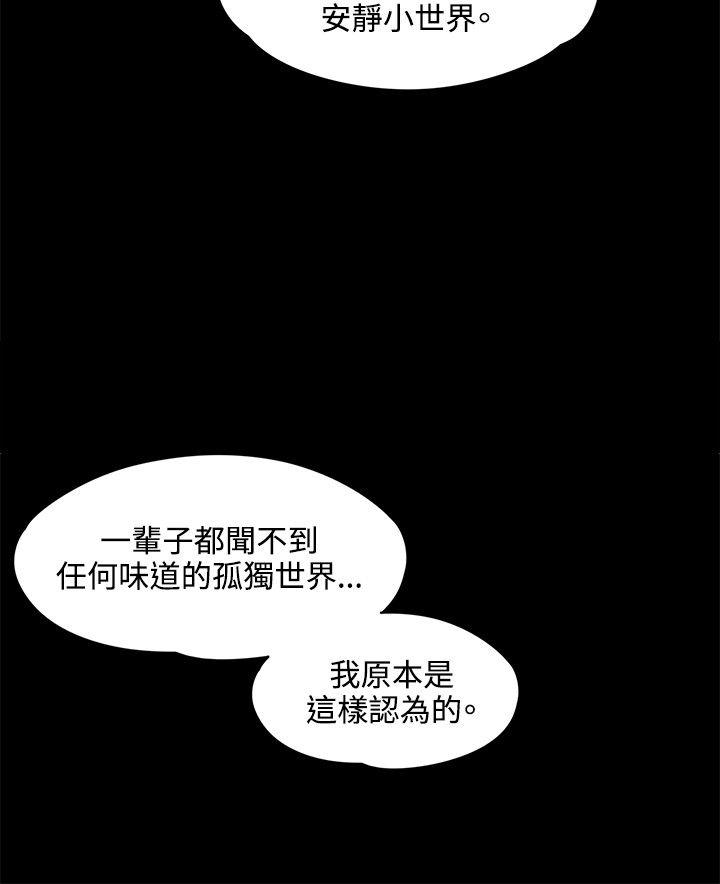 安靜小世界。
一輩子都聞不到
任何味道的孤獨世界...
我原本是
這樣認為的。